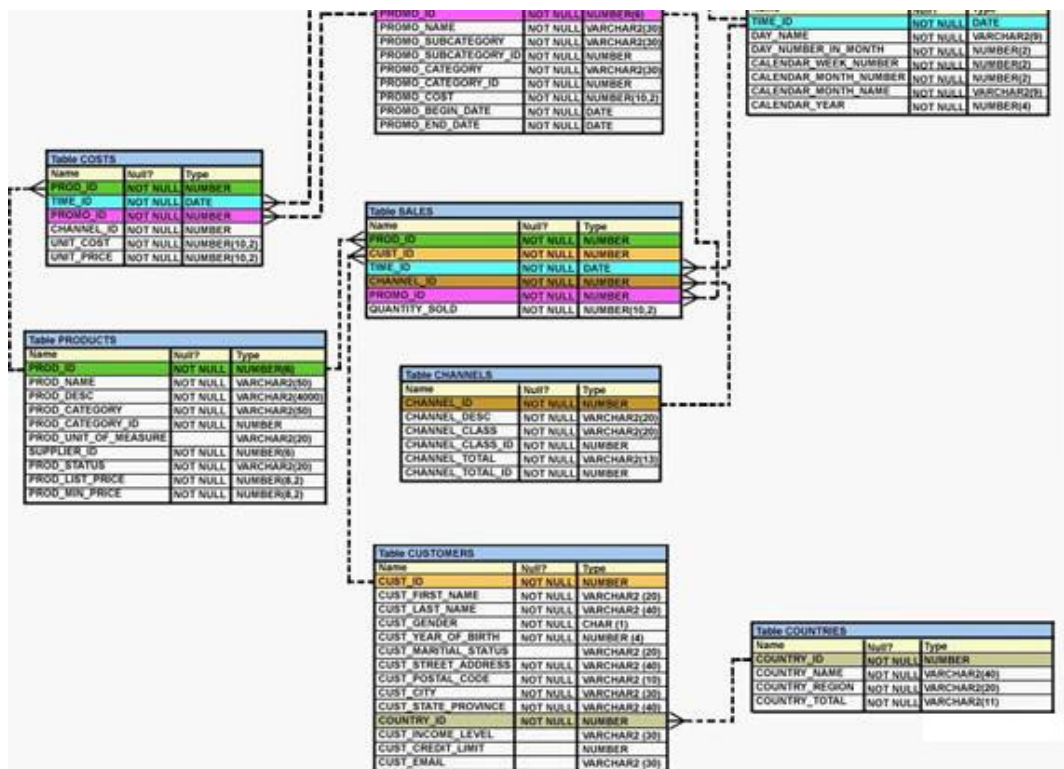 PROMO_ID NOT NULL NUMBER(6)
PROMO_NAME NOT NULL VARCHAR2(30)
PROMO_SUBCATEGORY NOT NULL VARCHAR2(30)
PROMO_SUBCATEGORY_ID NOT NULL NUMBER
PROMO_CATEGORY NOT NULL VARCHAR2(30)
PROMO_CATEGORY_ID NOT NULL NUMBER
PROMO_COST NOT NULL NUMBER(10,2)
PROMO_BEGIN_DATE NOT NULL DATE
PROMO_END_DATE NOT NULL DATE
TIME_ID NOT NULL DATE
DAY_NAME NOT NULL VARCHAR2(9)
DAY_NUMBER_IN_MONTH NOT NULL NUMBER(2)
CALENDAR_WEEK_NUMBER NOT NULL NUMBER(2)
CALENDAR_MONTH_NUMBER NOT NULL NUMBER(2)
CALENDAR_MONTH_NAME NOT NULL VARCHAR2(9)
CALENDAR_YEAR NOT NULL NUMBER(4)
Table COSTS
Name Null? Type
PROD_ID NOT NULL NUMBER
TIME_ID NOT NULL DATE
PROMO_ID NOT NULL NUMBER
CHANNEL_ID NOT NULL NUMBER
UNIT_COST NOT NULL NUMBER(10,2)
UNIT_PRICE NOT NULL NUMBER(10,2)
Table SALES
Name Null? Type
PROD_ID NOT NULL NUMBER
CUST_ID NOT NULL NUMBER
TIME_ID NOT NULL DATE
CHANNEL_ID NOT NULL NUMBER
PROMO_ID NOT NULL NUMBER
QUANTITY_SOLD NOT NULL NUMBER(10,2)
Table PRODUCTS
Name Null? Type
PROD_ID NOT NULL NUMBER(6)
PROD_NAME NOT NULL VARCHAR2(50)
PROD_DESC NOT NULL VARCHAR2(4000)
PROD_CATEGORY NOT NULL VARCHAR2(50)
PROD_CATEGORY_ID NOT NULL NUMBER
PROD_UNIT_OF_MEASURE VARCHAR2(20)
SUPPLIER_ID NOT NULL NUMBER(6)
PROD_STATUS NOT NULL VARCHAR2(20)
PROD_LIST_PRICE NOT NULL NUMBER(8,2)
PROD_MIN_PRICE NOT NULL NUMBER(8,2)
Table CHANNELS
Name Null? Type
CHANNEL_ID NOT NULL NUMBER
CHANNEL_DESC NOT NULL VARCHAR2(20)
CHANNEL_CLASS NOT NULL VARCHAR2(20)
CHANNEL_CLASS_ID NOT NULL NUMBER
CHANNEL_TOTAL NOT NULL VARCHAR2(13)
CHANNEL_TOTAL_ID NOT NULL NUMBER
Table CUSTOMERS
Name Null? Type
CUST_ID NOT NULL NUMBER
CUST_FIRST_NAME NOT NULL VARCHAR2 (20)
CUST_LAST_NAME NOT NULL VARCHAR2 (40)
CUST_GENDER NOT NULL CHAR (1)
CUST_YEAR_OF_BIRTH NOT NULL NUMBER (4)
CUST_MARITIAL_STATUS VARCHAR2 (20)
CUST_STREET_ADDRESS NOT NULL VARCHAR2 (40)
CUST_POSTAL_CODE NOT NULL VARCHAR2 (10)
CUST_CITY NOT NULL VARCHAR2 (30)
CUST_STATE_PROVINCE NOT NULL VARCHAR2 (40)
COUNTRY_ID NOT NULL NUMBER
CUST_INCOME_LEVEL VARCHAR2 (30)
CUST_CREDIT_LIMIT NUMBER
CUST_EMAIL VARCHAR2 (30)
Table COUNTRIES
Name Null? Type
COUNTRY_ID NOT NULL NUMBER
COUNTRY_NAME NOT NULL VARCHAR2(40)
COUNTRY_REGION NOT NULL VARCHAR2(20)
COUNTRY_TOTAL NOT NULL VARCHAR2(11)